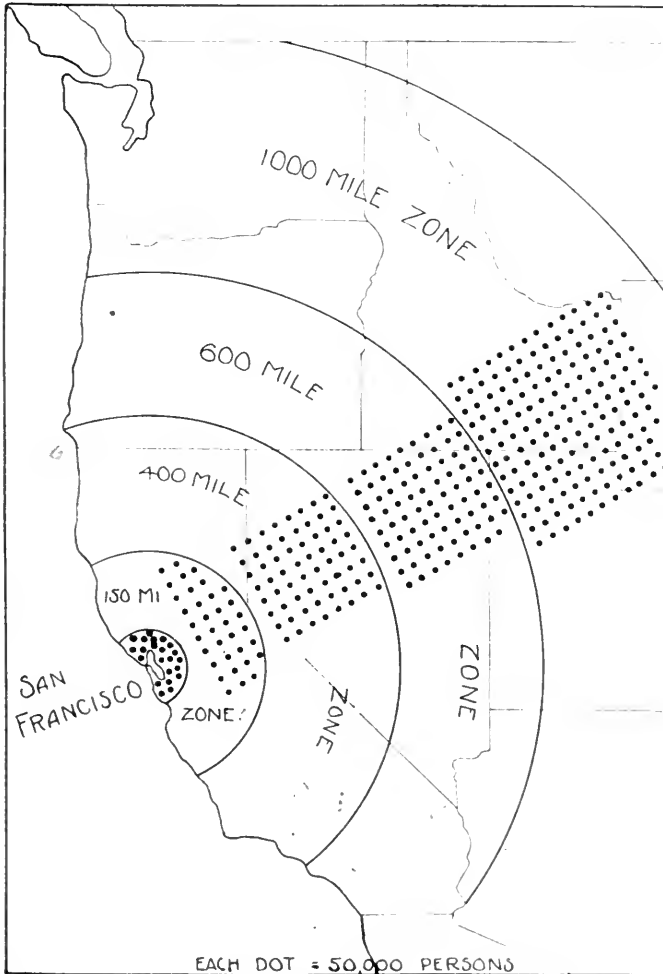 1000 MILE ZONE
600 MILE
400 MILE
150 MI
SAN
FRANCISCO
ZONE
ZONE
ZONE!
EACH DOT = 50,000 PERSONS